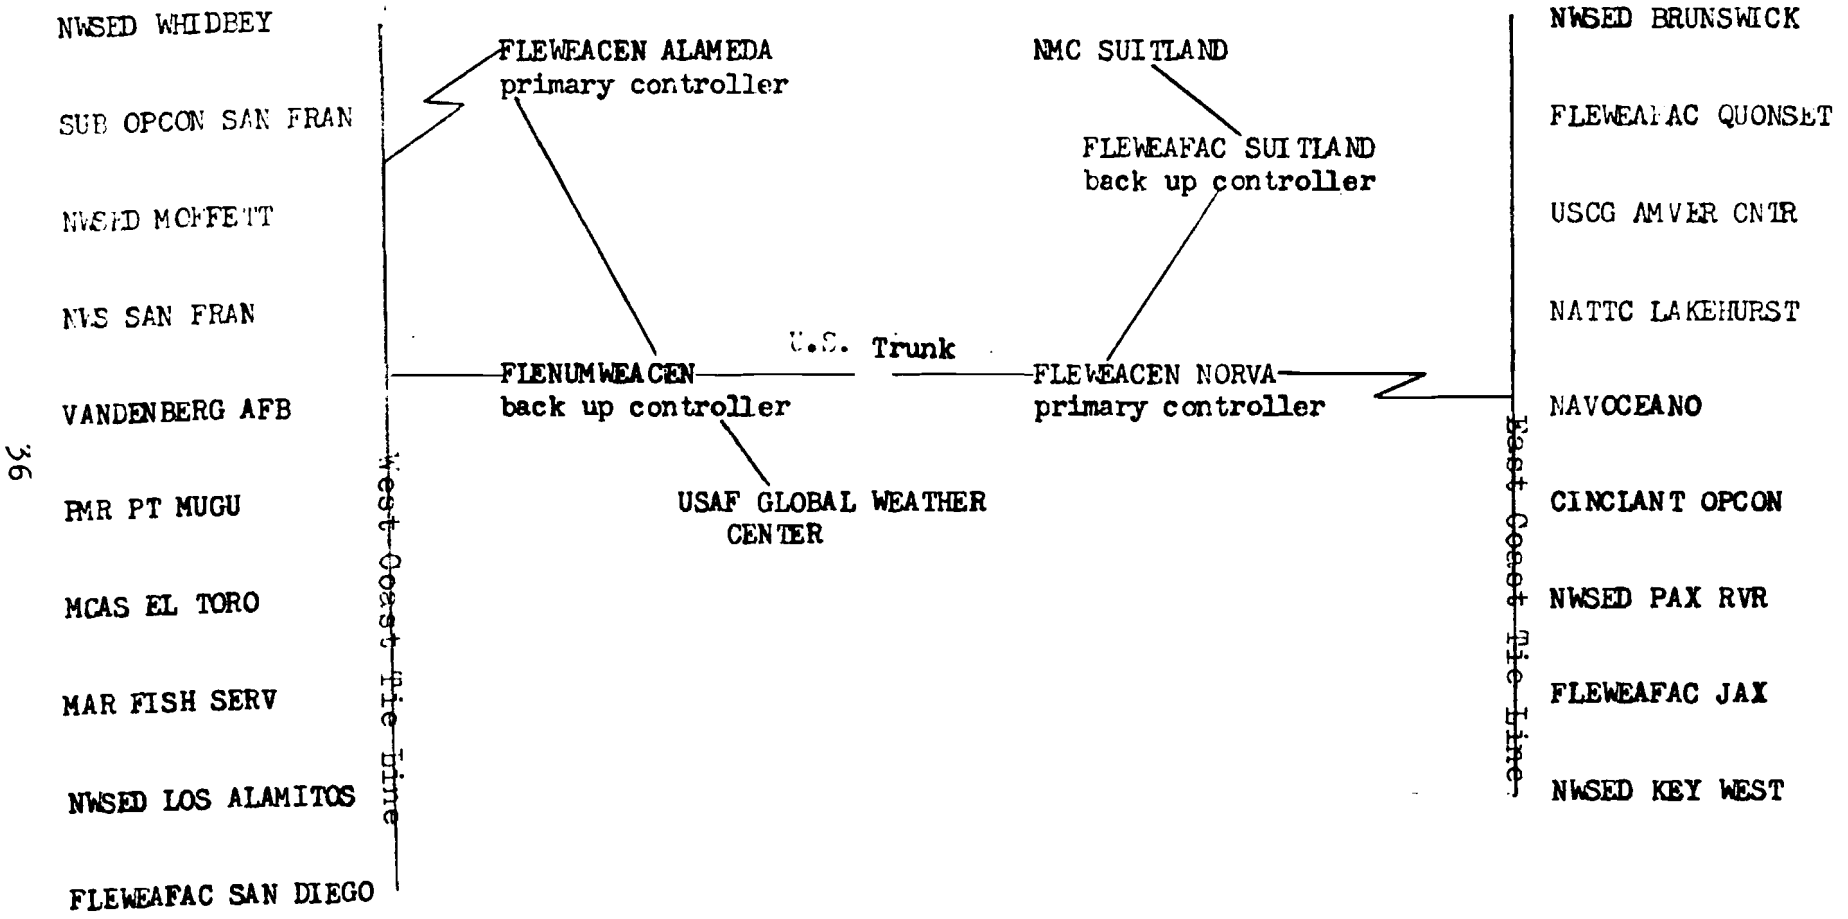 NWSED WHIDBEY
SUB OPCON SAN FRAN
NWSED MOFFETT
NWS SAN FRAN
VANDENBERG AFB
PMR PT MUGU
MCAS EL TORO
MAR FISH SERV
NWSED LOS ALAMITOS
FLEWEAFAC SAN DIEGO
West Coast Tie Line
FLEWEACEN ALAMEDA
primary controller
FLENUMWEACEN
back up controller
USAF GLOBAL WEATHER
CENTER
U.S. Trunk
NMC SUITLAND
FLEWEAFAC SUITLAND
back up controller
FLEWEACEN NORVA
primary controller
East Coast Tie Line
NWSED BRUNSWICK
FLEWEAFAC QUONSET
USCG AMVER CNTR
NATTC LAKEHURST
NAVOCEANO
CINCLANT OPCON
NWSED PAX RVR
FLEWEAFAC JAX
NWSED KEY WEST
36